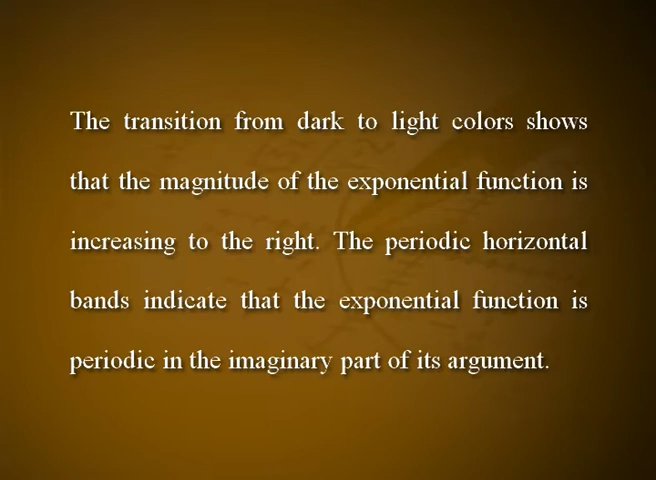 The transition from dark to light colors shows
that the magnitude of the exponential function is
increasing to the right. The periodic horizontal
bands indicate that the exponential function is
periodic in the imaginary part of its argument.